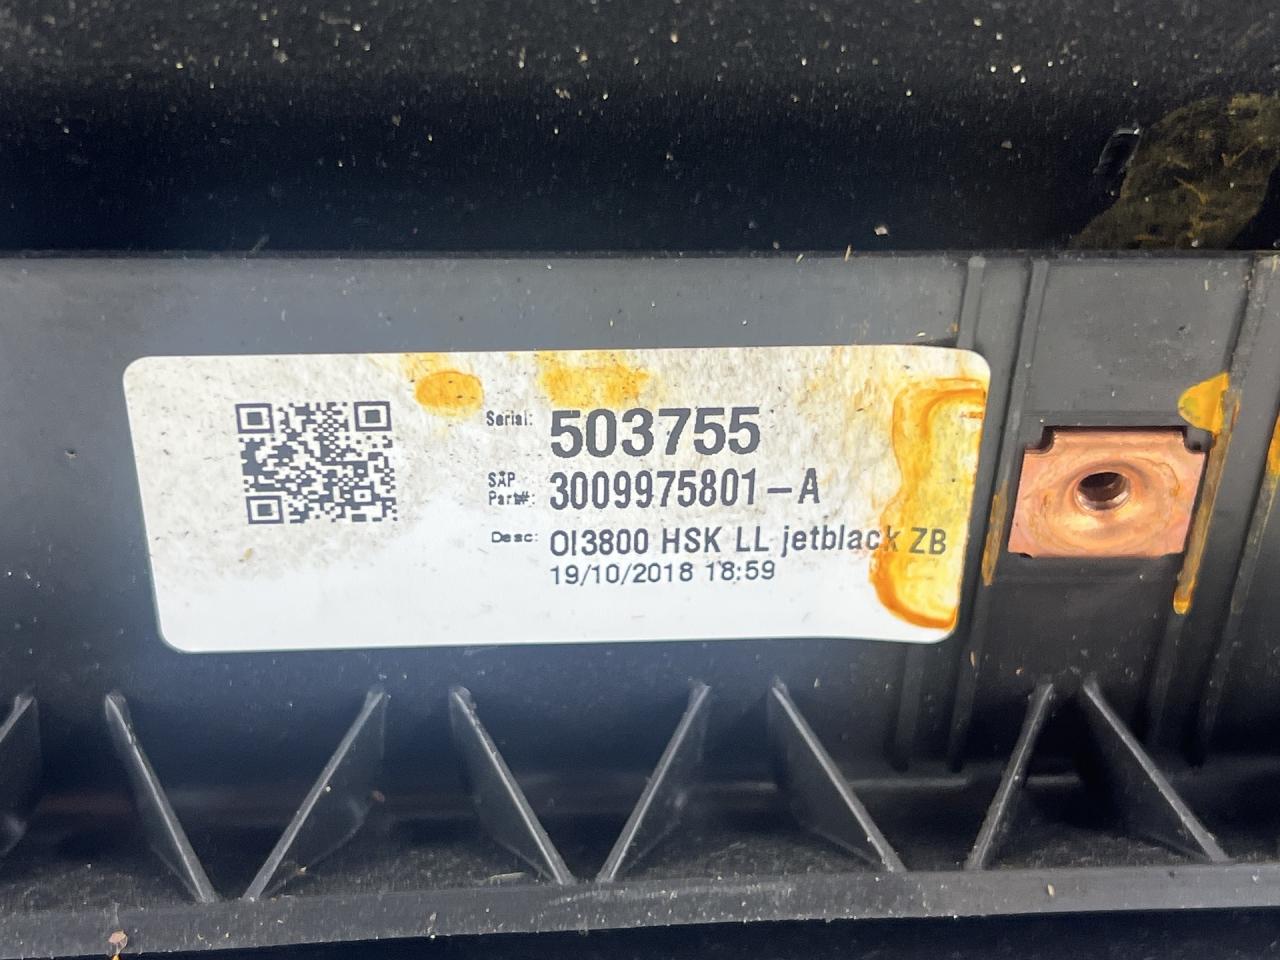 Serial: 503755
SAP Part#: 3009975801-A
Desc: OI3800 HSK LL jetblack ZB
19/10/2018 18:59